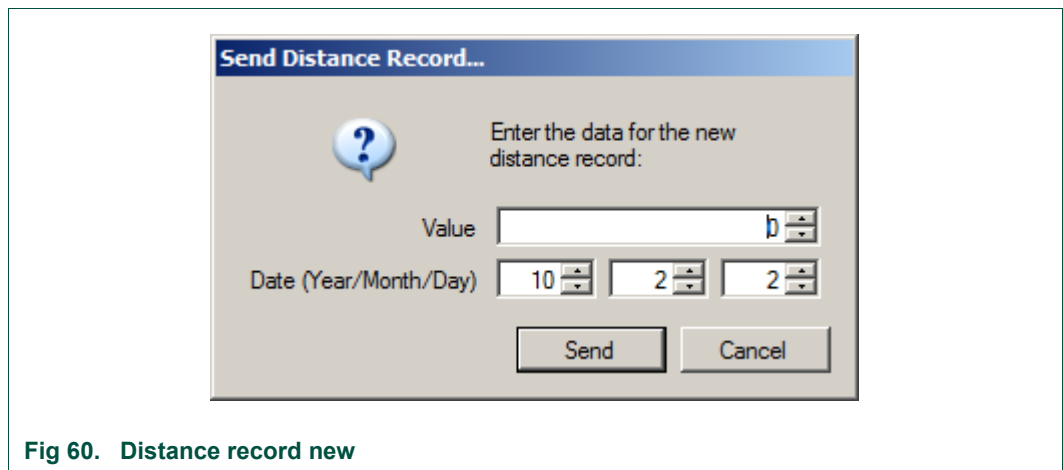 Send Distance Record...
?
Enter the data for the new
distance record:
Value 0
Date (Year/Month/Day) 10 2 2
Send Cancel
Fig 60. Distance record new